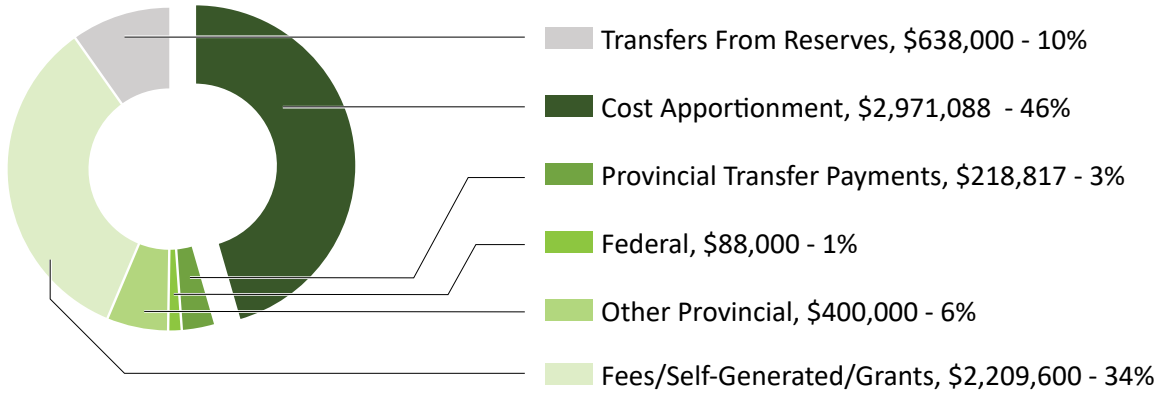 Transfers From Reserves, $638,000 - 10%
Cost Apportionment, $2,971,088  - 46%
Provincial Transfer Payments, $218,817 - 3%
Federal, $88,000 - 1%
Other Provincial, $400,000 - 6%
Fees/Self-Generated/Grants, $2,209,600 - 34%